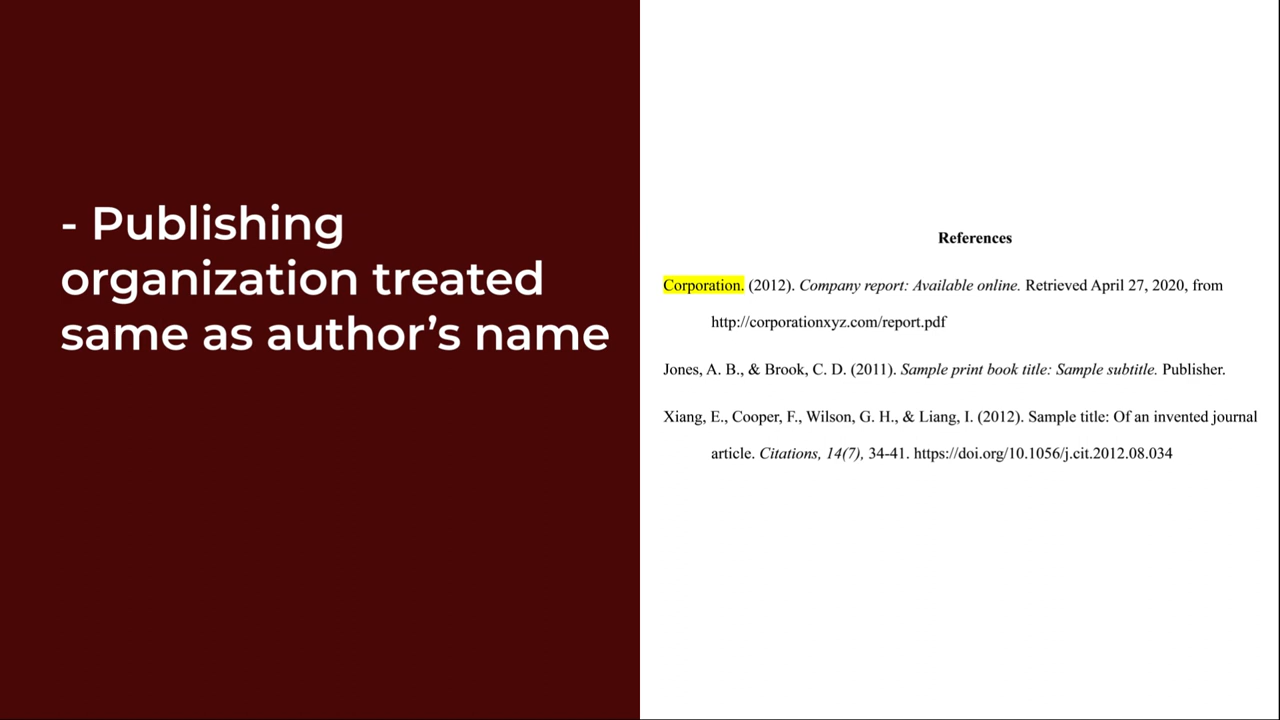 - Publishing
organization treated
same as author’s name
References
Corporation. (2012). Company report: Available online. Retrieved April 27, 2020, from
http://corporationxyz.com/report.pdf
Jones, A. B., & Brook, C. D. (2011). Sample print book title: Sample subtitle. Publisher.
Xiang, E., Cooper, F., Wilson, G. H., & Liang, I. (2012). Sample title: Of an invented journal
article. Citations, 14(7), 34-41. https://doi.org/10.1056/j.cit.2012.08.034